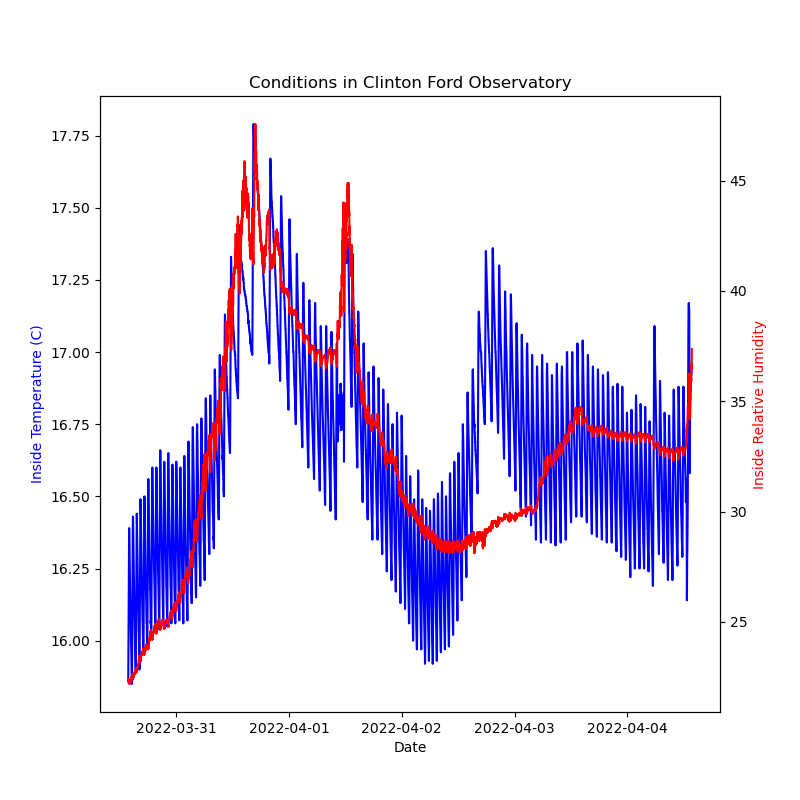 Conditions in Clinton Ford Observatory
17.75
17.50
17.25
17.00
16.75
16.50
16.25
16.00
Inside Temperature (C)
45
40
35
30
25
Inside Relative Humidity
2022-03-31 2022-04-01 2022-04-02 2022-04-03 2022-04-04
Date